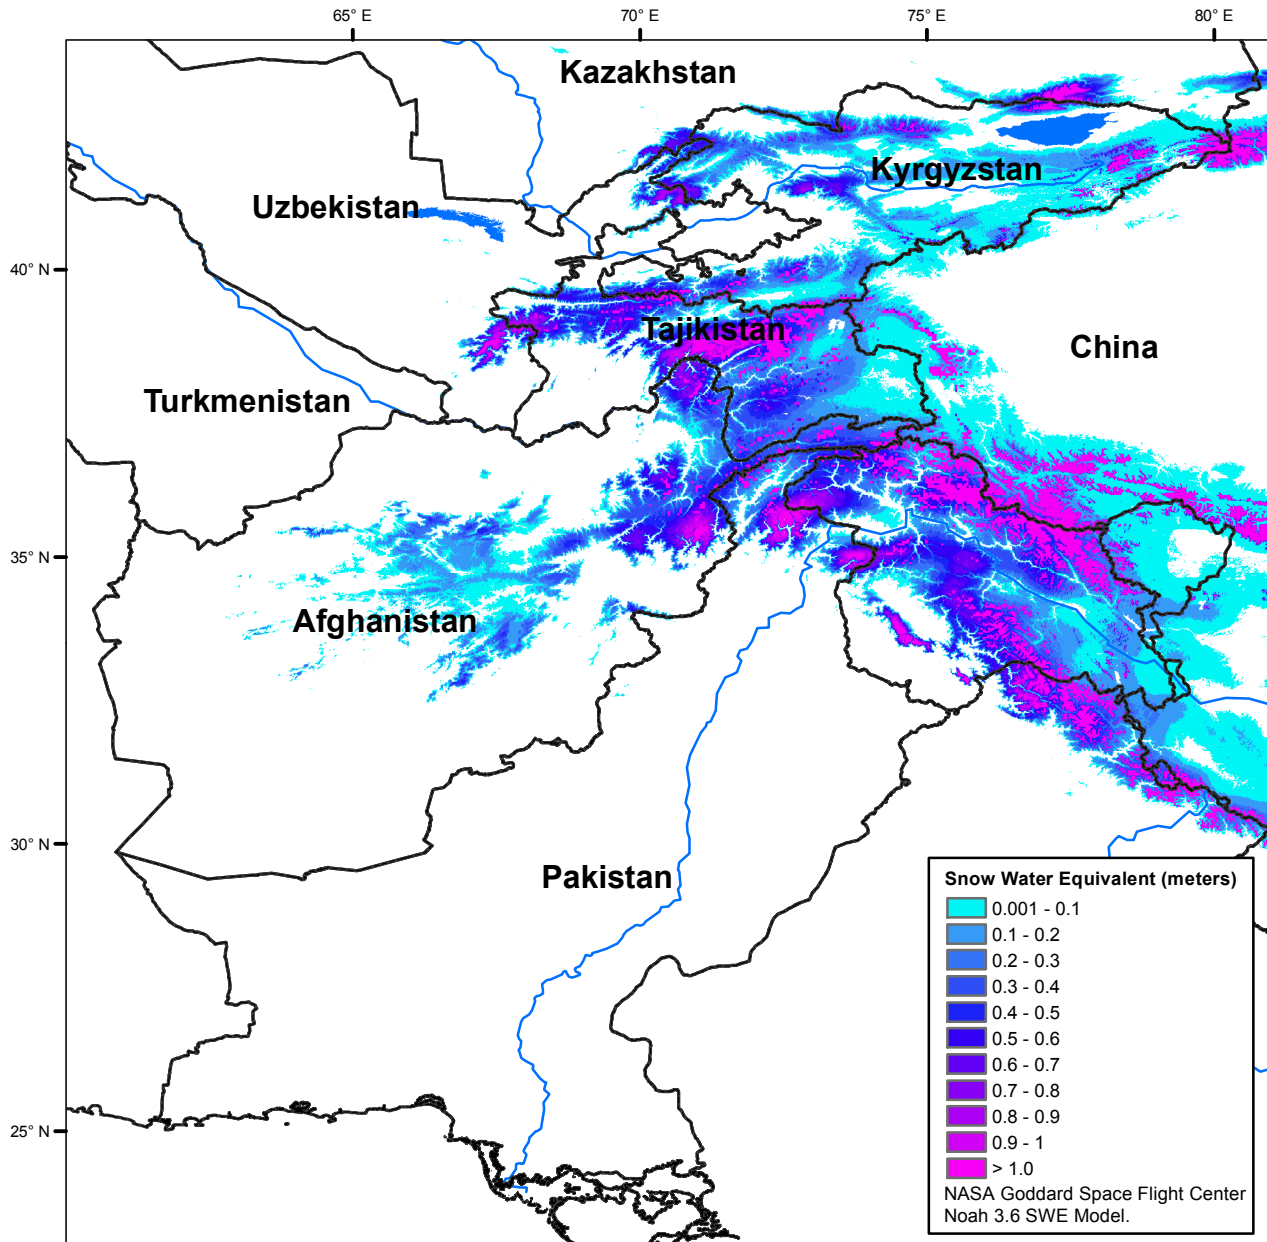 65° E
70° E
75° E
80° E
Kazakhstan
Kyrgyzstan
Uzbekistan
40° N
Tajikistan
China
Turkmenistan
35° N
Afghanistan
30° N
Pakistan
25° N
Snow Water Equivalent (meters)
0.001 - 0.1
0.1 - 0.2
0.2 - 0.3
0.3 - 0.4
0.4 - 0.5
0.5 - 0.6
0.6 - 0.7
0.7 - 0.8
0.8 - 0.9
0.9 - 1
> 1.0
NASA Goddard Space Flight Center
Noah 3.6 SWE Model.